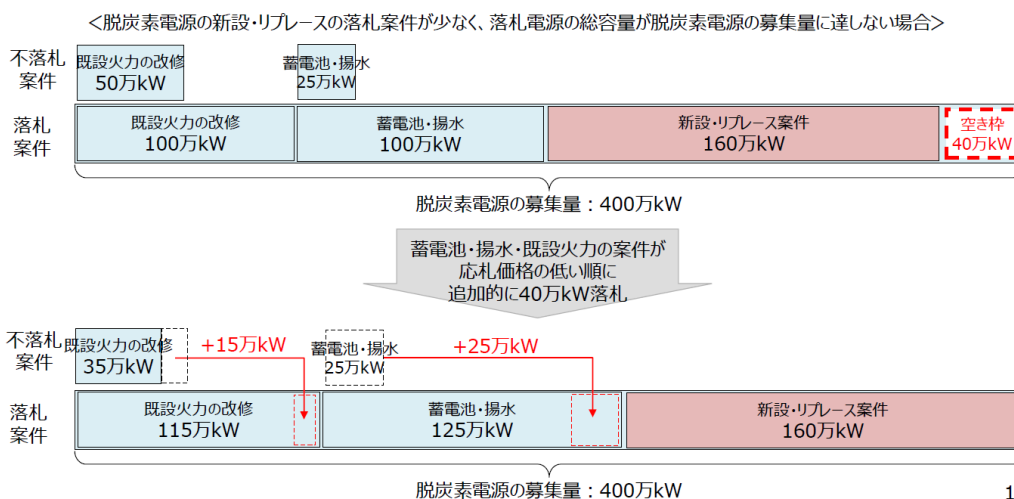 ＜脱炭素電源の新設・リプレースの落札案件が少なく、落札電源の総容量が脱炭素電源の募集量に達しない場合＞
不落札
案件
既設火力の改修
50万kW
蓄電池・揚水
25万kW
落札
案件
既設火力の改修
100万kW
蓄電池・揚水
100万kW
新設・リプレース案件
160万kW
空き枠
40万kW
脱炭素電源の募集量：400万kW
蓄電池・揚水・既設火力の案件が
応札価格の低い順に
追加的に40万kW落札
不落札
案件
既設火力の改修
35万kW
+15万kW
蓄電池・揚水
25万kW
+25万kW
落札
案件
既設火力の改修
115万kW
蓄電池・揚水
125万kW
新設・リプレース案件
160万kW
脱炭素電源の募集量：400万kW
1